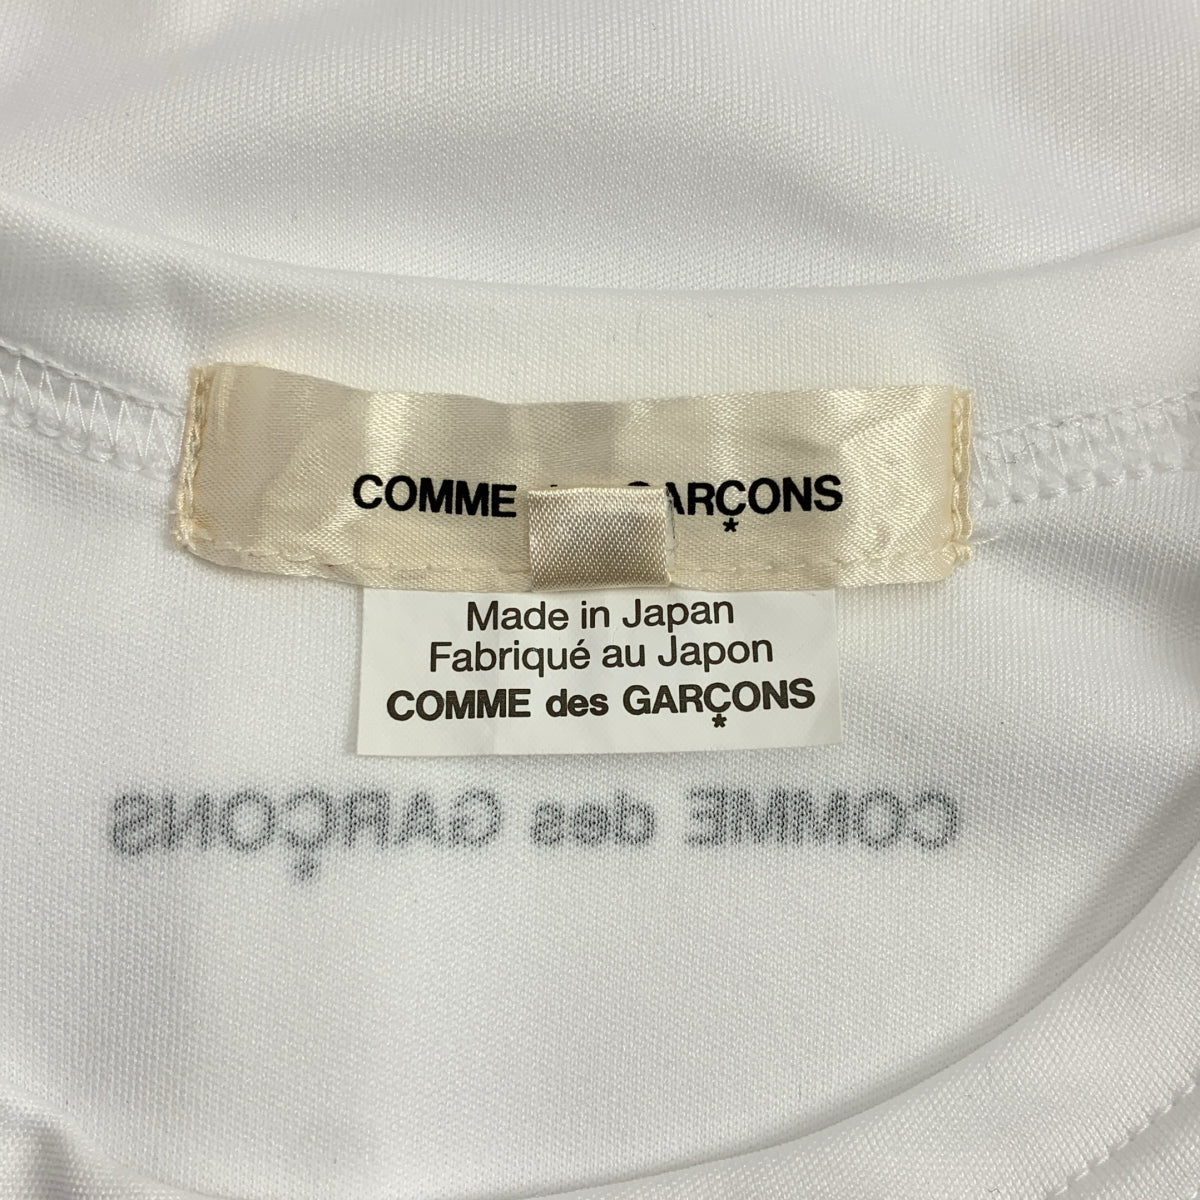 COMME GARÇONS
Made in Japan
Fabriqué au Japon
COMME des GARÇONS
COMME des GARÇONS